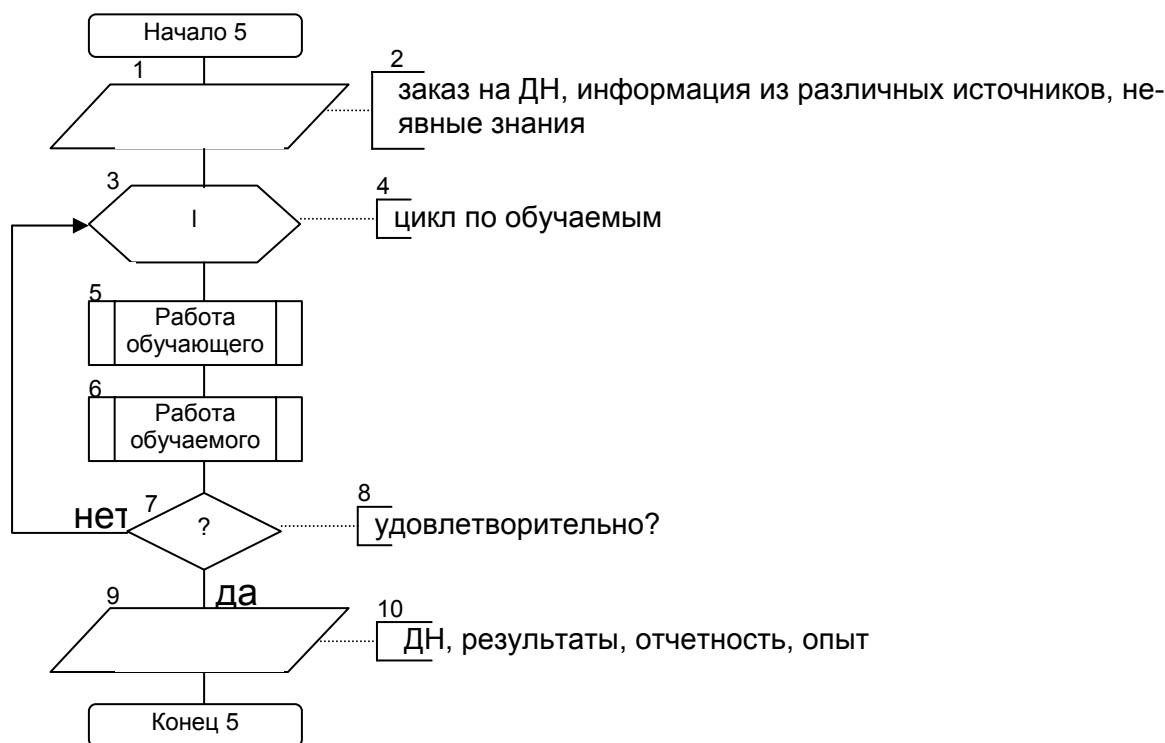 Начало 5
1
2
заказ на ДН, информация из различных источников, не-
явные знания
3
I
4
цикл по обучаемым
5
Работа
обучающего
6
Работа
обучаемого
7
?
нет
8
удовлетворительно?
да
9
10
ДН, результаты, отчетность, опыт
Конец 5